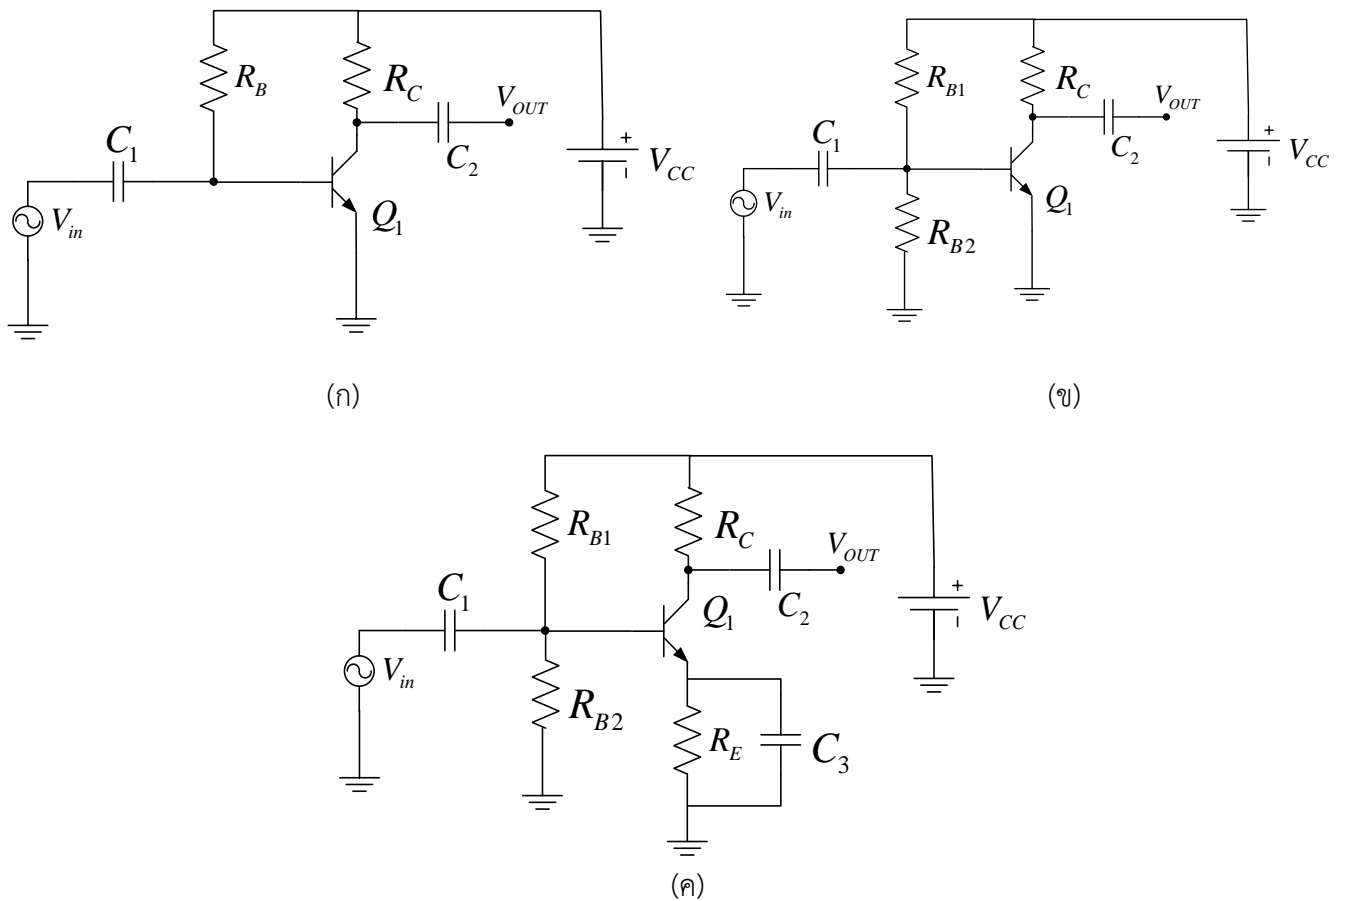 R_B
R_C
V_OUT
C_1
C_2
+
V_CC
V_in
Q_1
(ก)
R_B1
R_C
V_OUT
C_1
C_2
+
V_CC
V_in
Q_1
R_B2
(ข)
R_B1
R_C
V_OUT
C_1
Q_1
C_2
+
V_CC
V_in
R_B2
R_E
C_3
(ค)